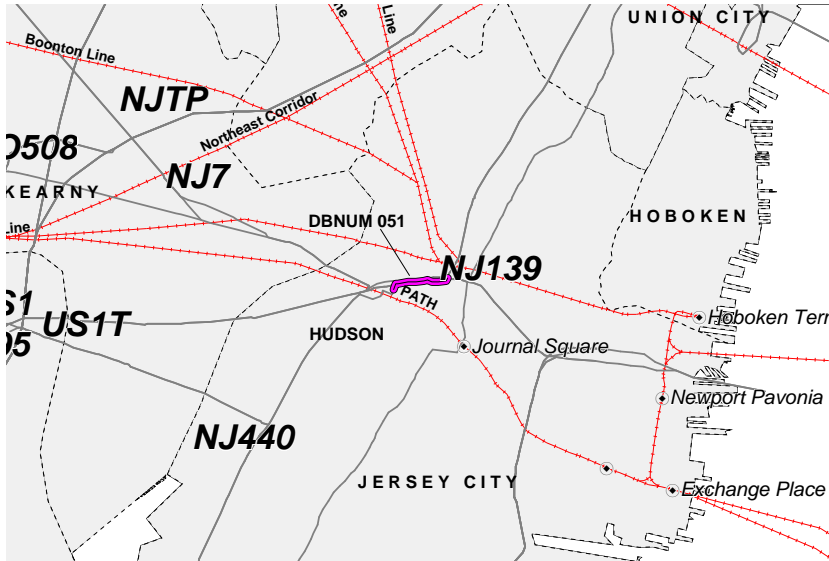 UNION CITY
Line
Boonton Line
NJTP
Northeast Corridor
NJ7
KEARNY
HOBOKEN
DBNUM 051
Line
NJ139
PATH
US1T
HUDSON
Hoboken Term
Journal Square
Newport Pavonia
NJ440
JERSEY CITY
Exchange Place